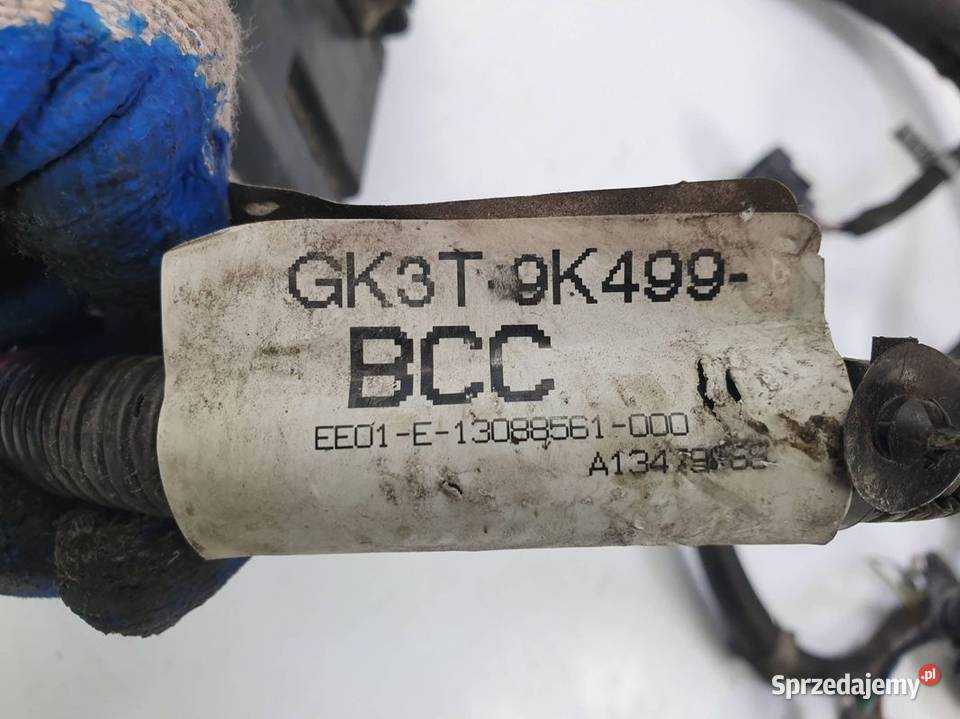 GK3T-9K499-
BCC
EE01-E-13088561-000
Sprzedajemy.pl